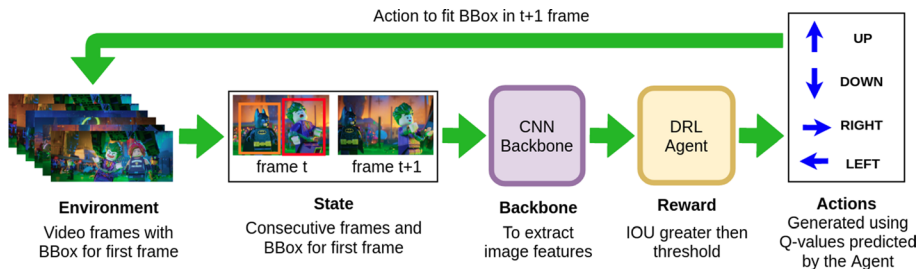 Action to fit BBox in t+1 frame
UP
DOWN
RIGHT
LEFT
frame t
frame t+1
CNN
Backbone
DRL
Agent
Environment
Video frames with
BBox for first frame
State
Consecutive frames and
BBox for first frame
Backbone
To extract
image features
Reward
IOU greater then
threshold
Actions
Generated using
Q-values predicted
by the Agent